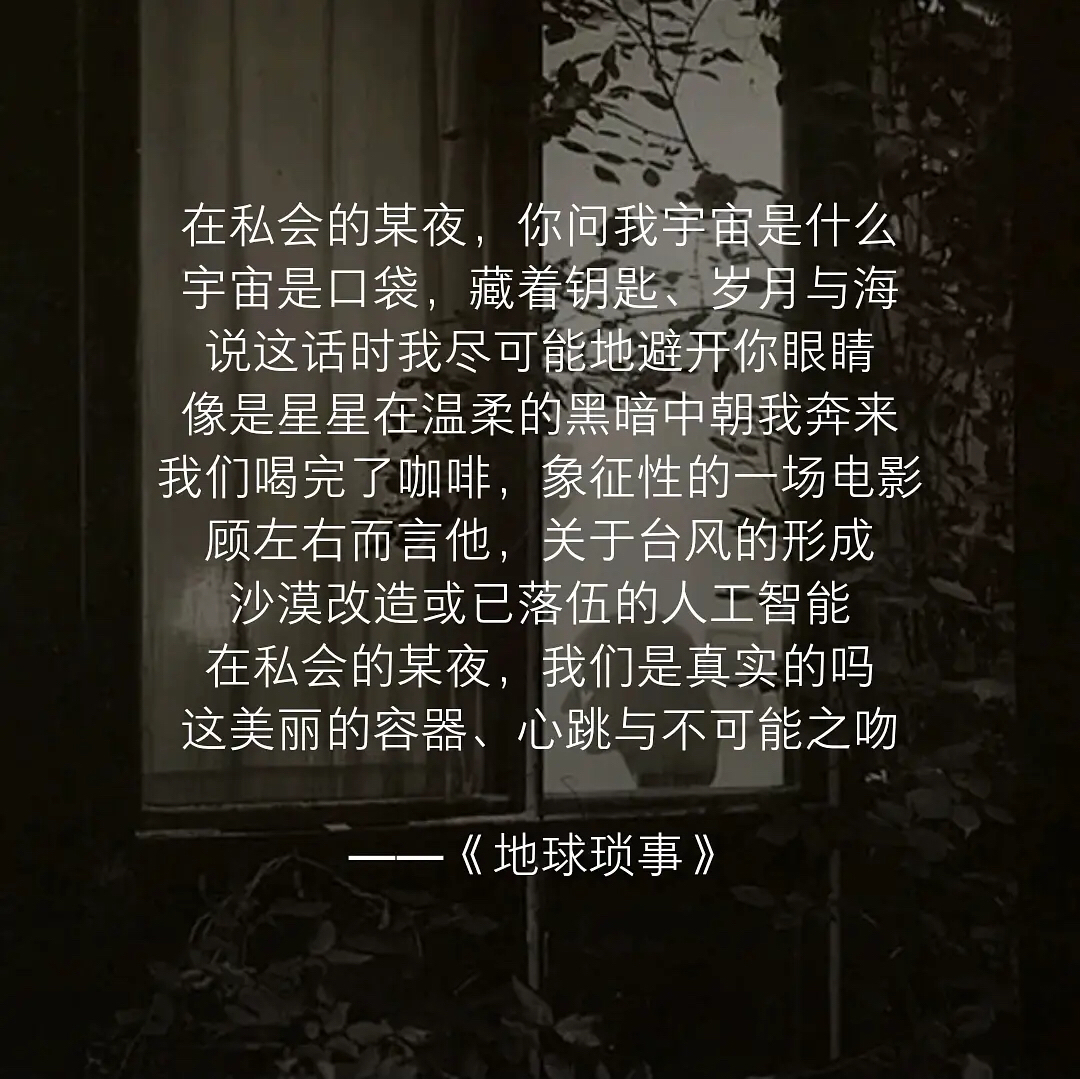 在私会的某夜，你问我宇宙是什么
宇宙是口袋，藏着钥匙、岁月与海
说这话时我尽可能地避开你眼睛
像是星星在温柔的黑暗中朝我奔来
我们喝完了咖啡，象征性的一场电影
顾左右而言他，关于台风的形成
沙漠改造或已落伍的人工智能
在私会的某夜，我们是真实的吗
这美丽的容器、心跳与不可能之吻
——《地球琐事》